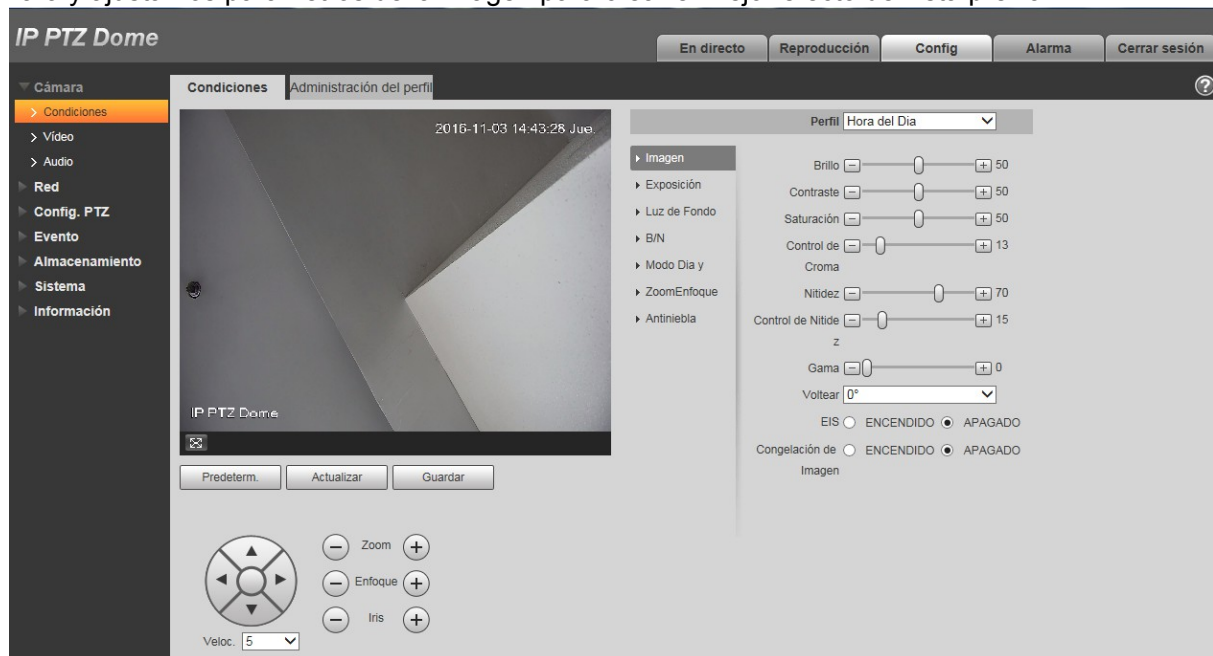 IP PTZ Dome
En directo
Reproducción
Config
Alarma
Cerrar sesión
Cámara
Condiciones
Vídeo
Audio
Red
Config. PTZ
Evento
Almacenamiento
Sistema
Información
Condiciones
Administración del perfil
2016-11-03 14:43:28 Jue.
IP PTZ Dome
Predeterm.
Actualizar
Guardar
Zoom
Enfoque
Iris
Veloc. 5
Perfil Hora del Dia
Imagen
Exposición
Luz de Fondo
B/N
Modo Dia y
ZoomEnfoque
Antiniebla
Brillo 50
Contraste 50
Saturación 50
Control de 13
Croma
Nitidez 70
Control de Nitide 15
z
Gama 0
Voltear 0°
EIS ENCENDIDO APAGADO
Congelación de ENCENDIDO APAGADO
Imagen